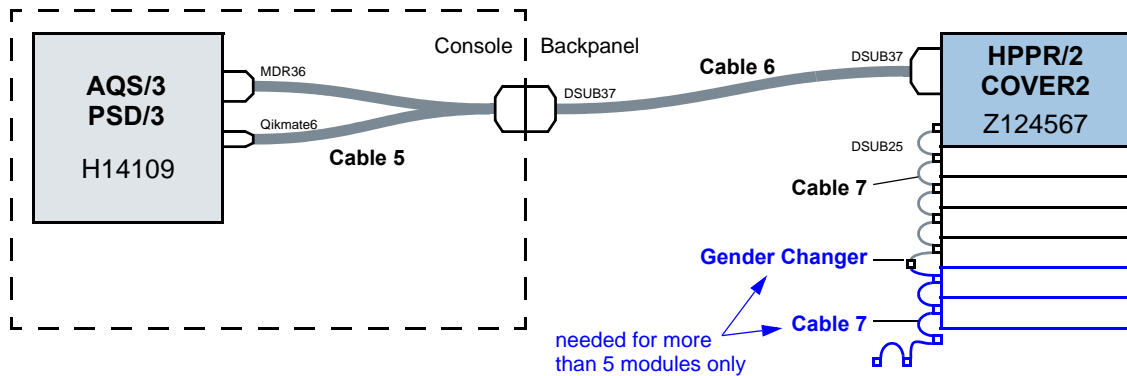 Console
Backpanel
AQS/3
PSD/3
H14109
MDR36
Qikmate6
Cable 5
DSUB37
Cable 6
DSUB37
HPPR/2
COVER2
Z124567
DSUB25
Cable 7
Gender Changer
Cable 7
needed for more
than 5 modules only